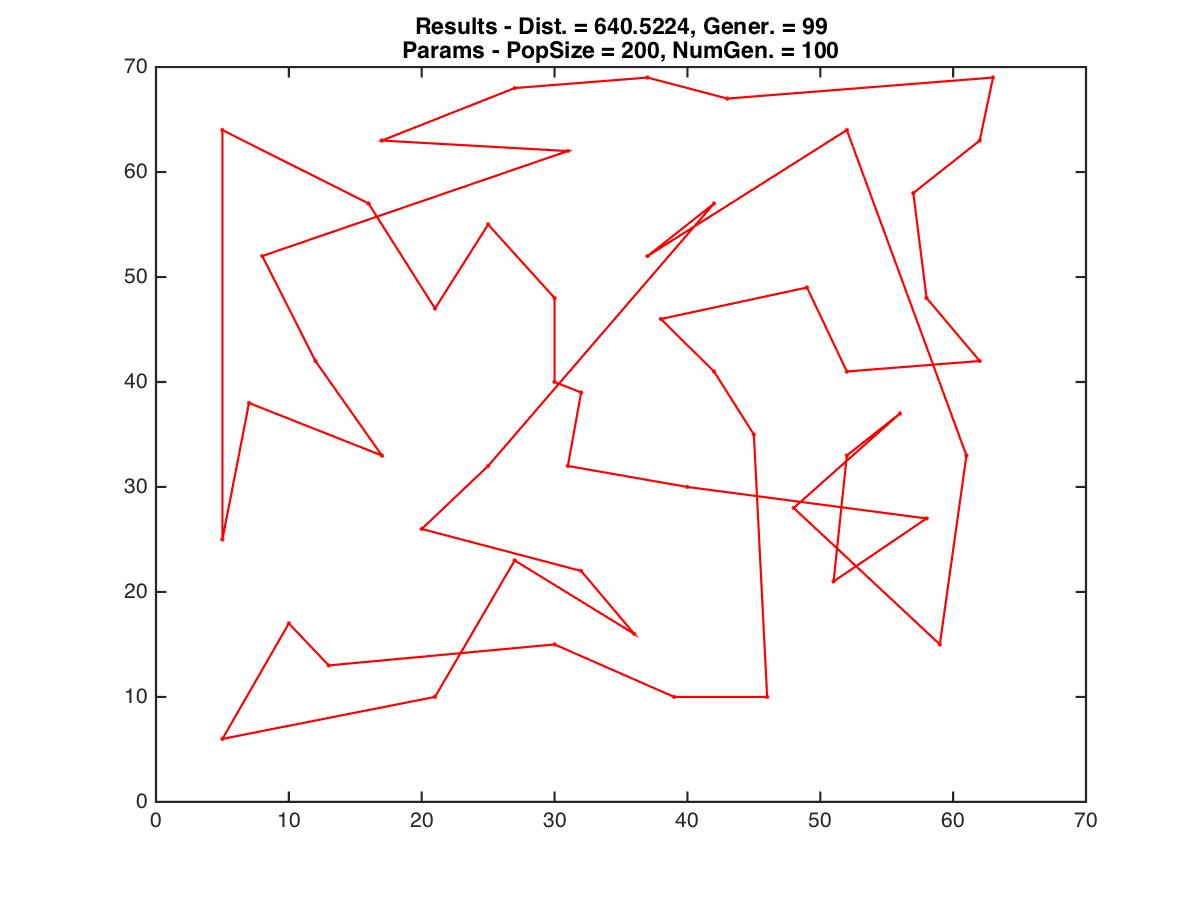 Results - Dist. = 640.5224, Gener. = 99
Params - PopSize = 200, NumGen. = 100
70
60
50
40
30
20
10
0
0 10 20 30 40 50 60 70